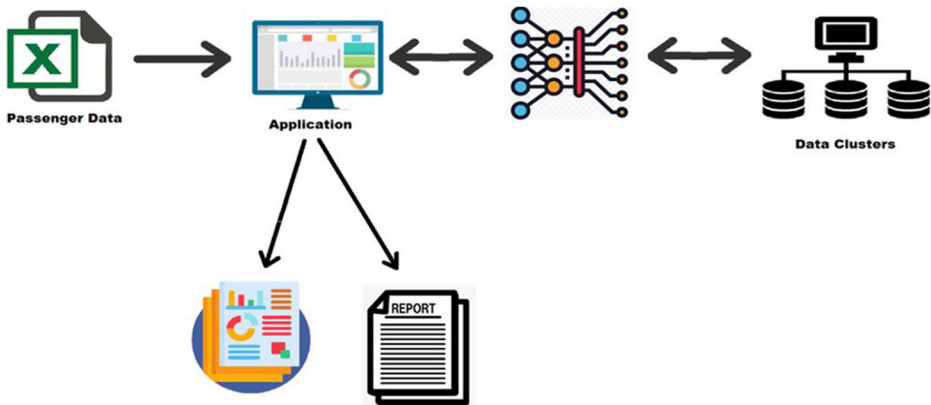 X
Passenger Data
Application
Data Clusters
REPORT